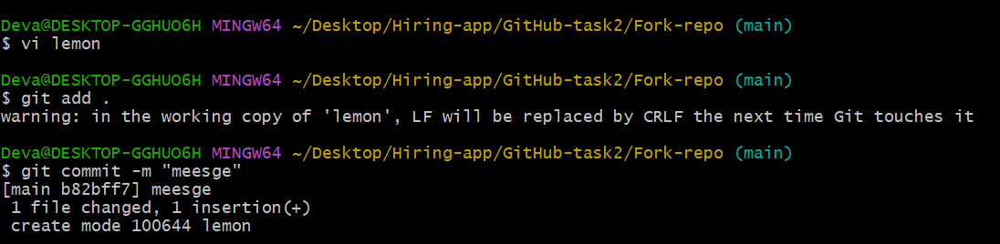 Deva@DESKTOP-GGHUO6H MINGW64 ~/Desktop/Hiring-app/GitHub-task2/Fork-repo (main)
$ vi lemon
Deva@DESKTOP-GGHUO6H MINGW64 ~/Desktop/Hiring-app/GitHub-task2/Fork-repo (main)
$ git add .
warning: in the working copy of 'lemon', LF will be replaced by CRLF the next time Git touches it
Deva@DESKTOP-GGHUO6H MINGW64 ~/Desktop/Hiring-app/GitHub-task2/Fork-repo (main)
$ git commit -m "meesge"
[main b82bff7] meesge
 1 file changed, 1 insertion(+)
 create mode 100644 lemon